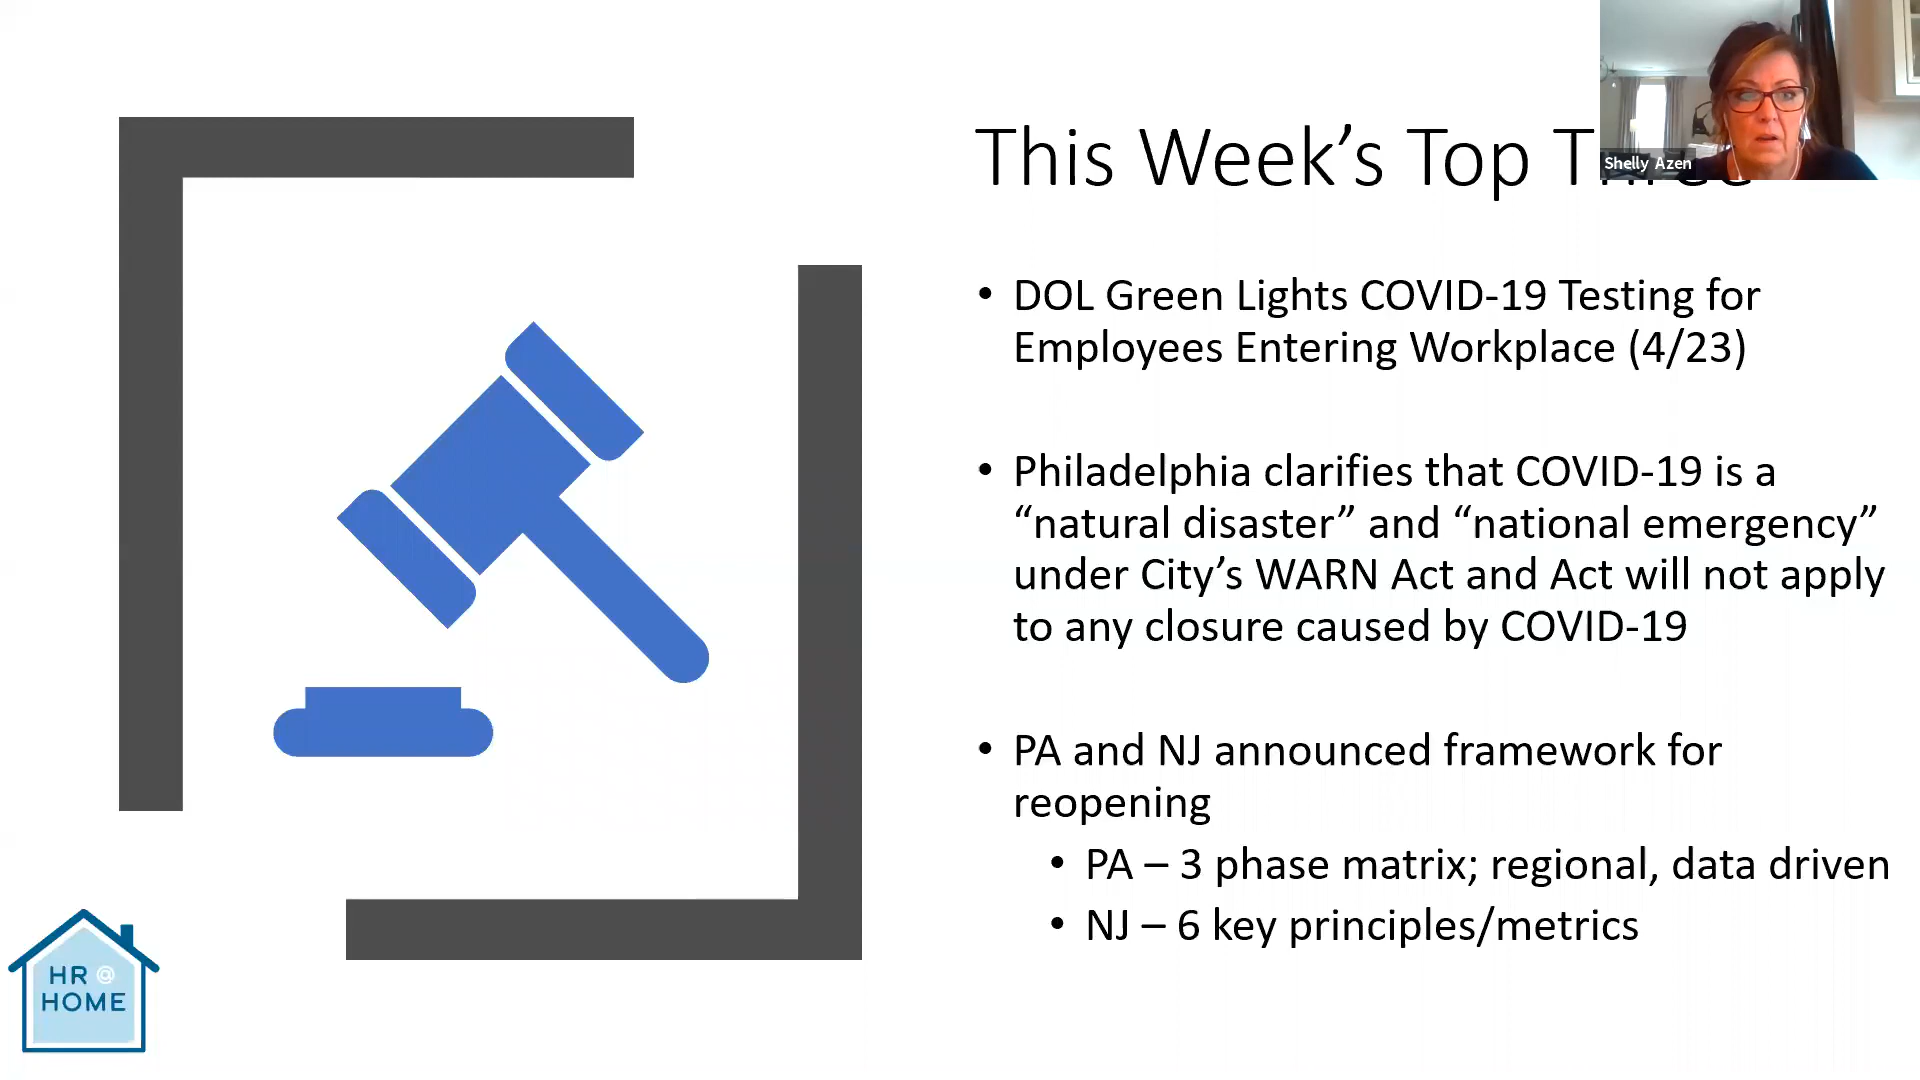 This Week's Top Three
Shelly Azen
• DOL Green Lights COVID-19 Testing for
Employees Entering Workplace (4/23)
• Philadelphia clarifies that COVID-19 is a
“natural disaster” and “national emergency”
under City’s WARN Act and Act will not apply
to any closure caused by COVID-19
• PA and NJ announced framework for
reopening
• PA – 3 phase matrix; regional, data driven
• NJ – 6 key principles/metrics
HR @
HOME